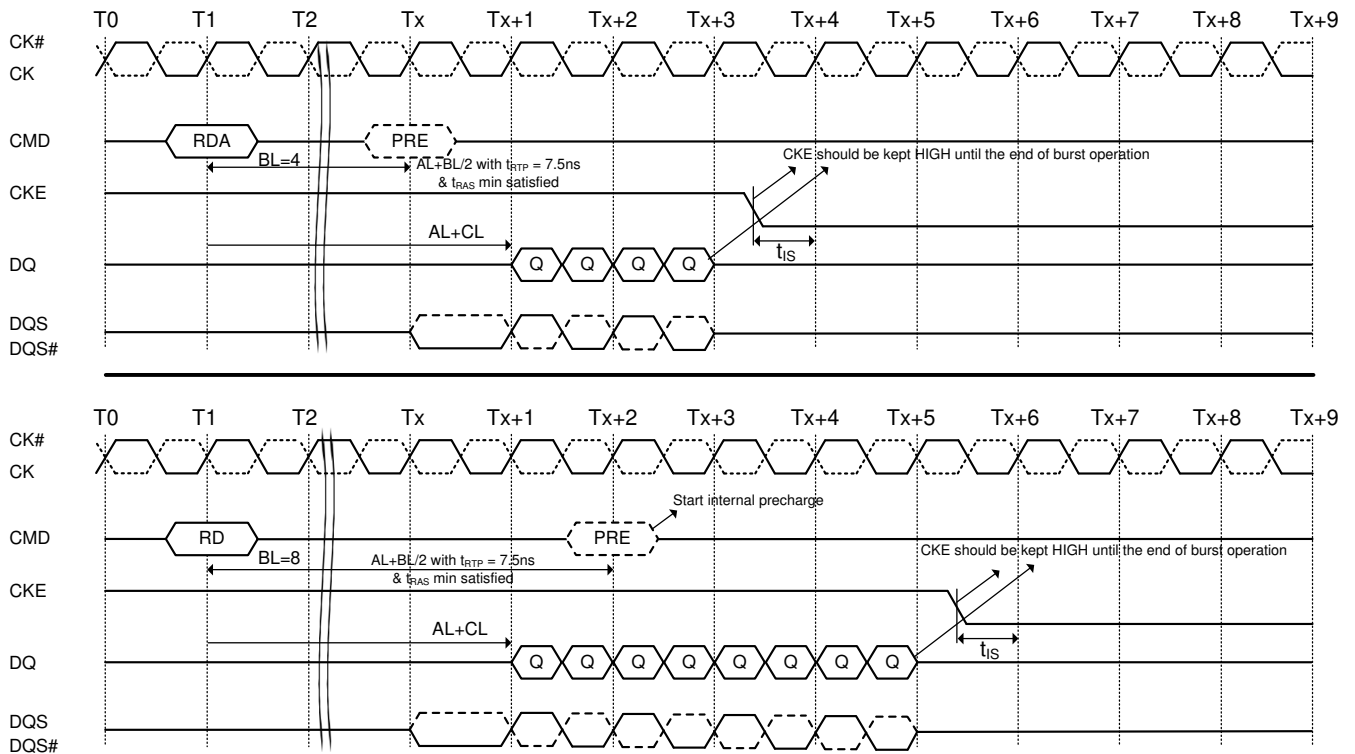 T0 T1 T2 Tx Tx+1 Tx+2 Tx+3 Tx+4 Tx+5 Tx+6 Tx+7 Tx+8 Tx+9
CK#
CK
CMD RDA PRE
BL=4 AL+BL/2 with tRTP = 7.5ns
& tRAS min satisfied
CKE should be kept HIGH until the end of burst operation
CKE
AL+CL
tIS
DQ Q Q Q Q
DQS
DQS#
T0 T1 T2 Tx Tx+1 Tx+2 Tx+3 Tx+4 Tx+5 Tx+6 Tx+7 Tx+8 Tx+9
CK#
CK
Start internal precharge
CMD RD PRE
BL=8 AL+BL/2 with tRTP = 7.5ns
& tRAS min satisfied
CKE should be kept HIGH until the end of burst operation
CKE
AL+CL
tIS
DQ Q Q Q Q Q Q Q Q
DQS
DQS#